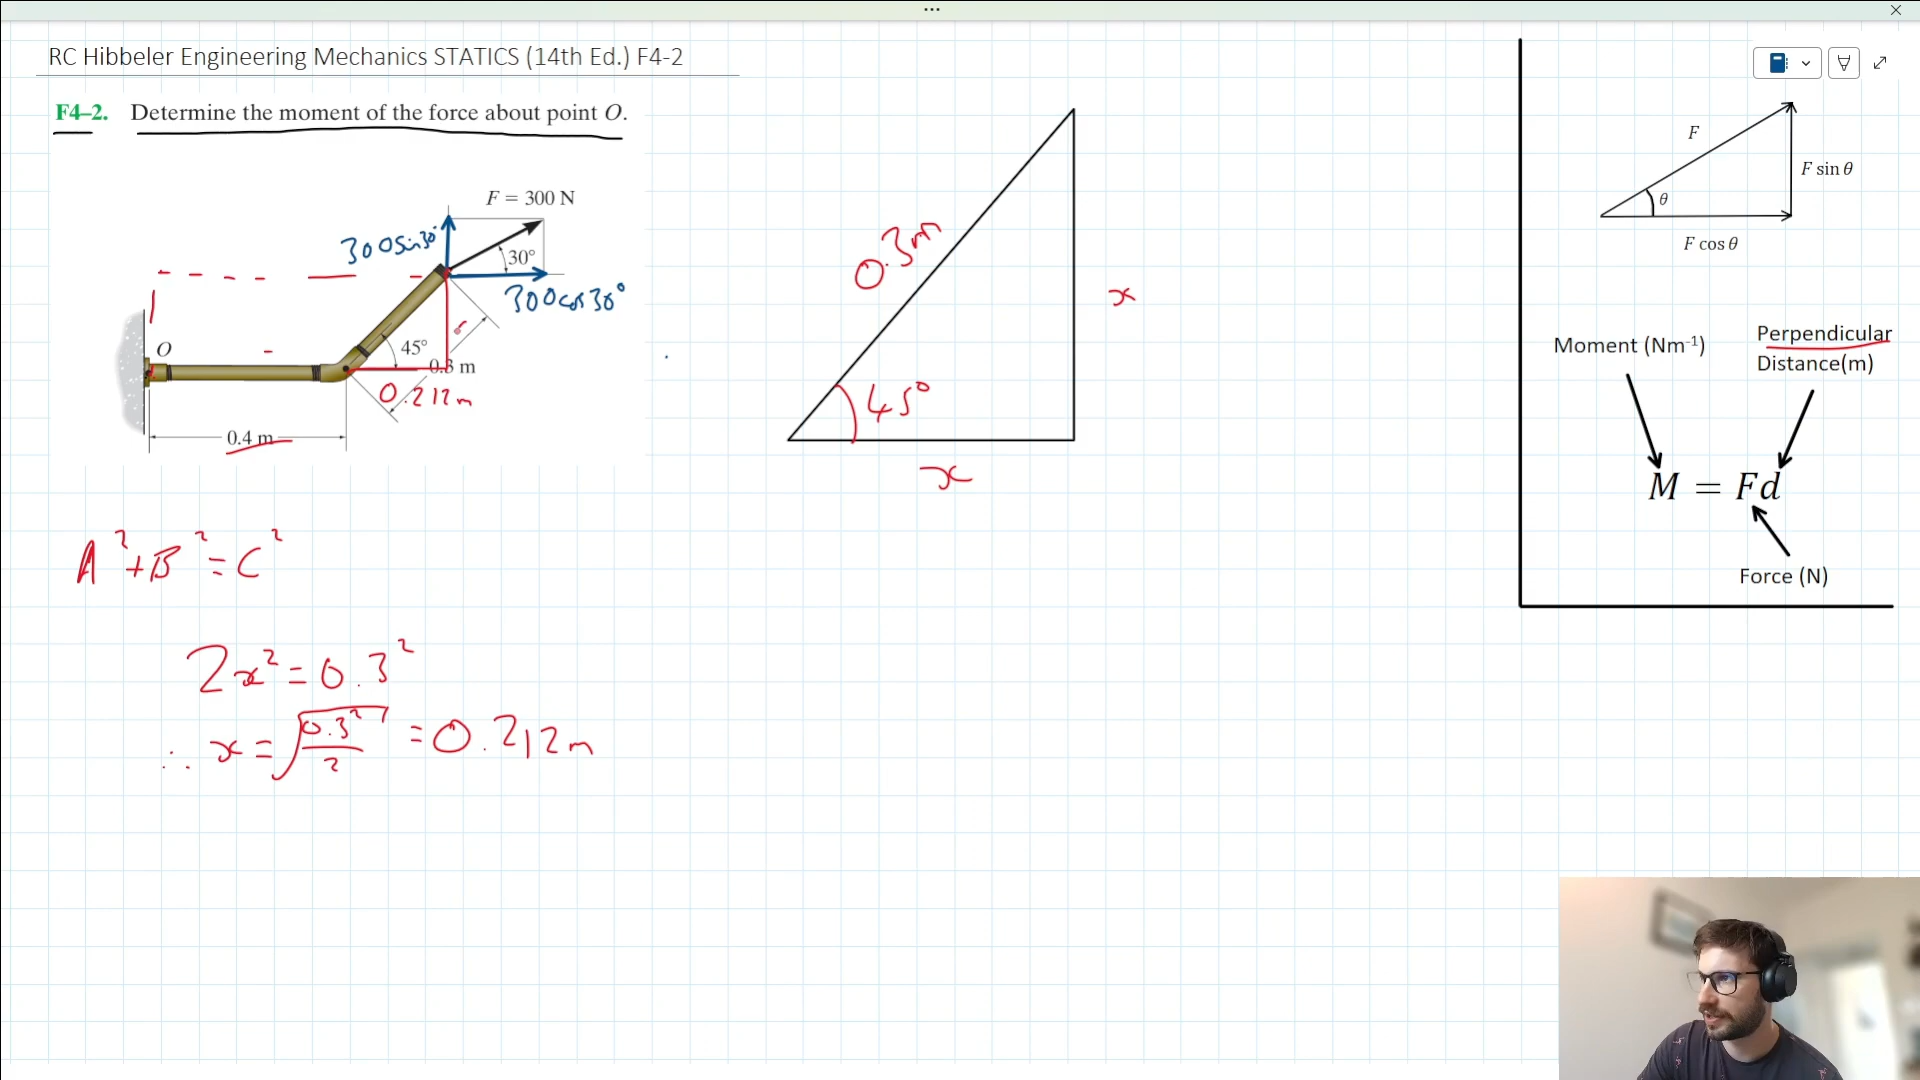 RC Hibbeler Engineering Mechanics STATICS (14th Ed.) F4-2
F4–2. Determine the moment of the force about point O.
F = 300 N
300sin30°
30°
300cos30°
O
45°
0.3 m
0.212m
0.4 m
0.3m
x
45°
x
A²+B²=C²
2x²=0.3²
∴ x=√0.3²/2 =0.212m
F
F sin θ
θ
F cos θ
Moment (Nm-1)
Perpendicular
Distance(m)
M = Fd
Force (N)